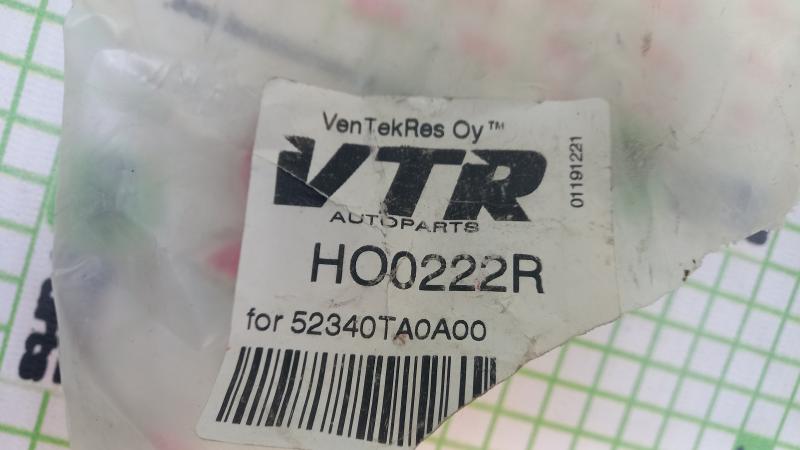 VenTekRes Oy™
VTR
AUTOPARTS
01191221
HO0222R
for 52340TA0A00